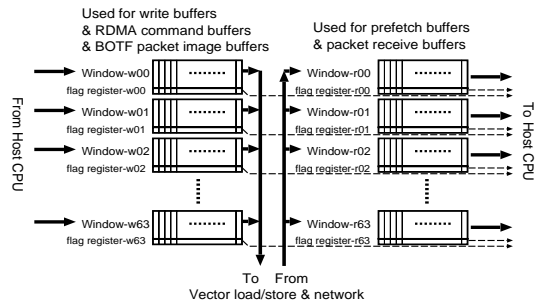 Used for write buffers
& RDMA command buffers
& BOTF packet image buffers
Used for prefetch buffers
& packet receive buffers
From Host CPU
To Host CPU
Window-w00
flag register-w00
Window-w01
flag register-w01
Window-w02
flag register-w02
Window-w63
flag register-w63
Window-r00
flag register-r00
Window-r01
flag register-r01
Window-r02
flag register-r02
Window-r63
flag register-r63
To From
Vector load/store & network